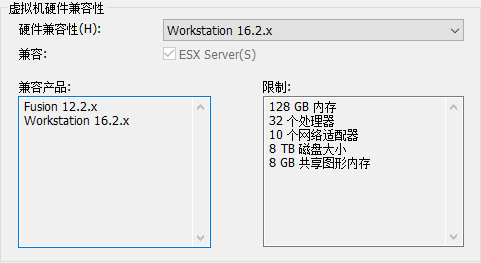 虚拟机硬件兼容性
硬件兼容性(H): Workstation 16.2.x
兼容: ESX Server(S)
兼容产品:
Fusion 12.2.x
Workstation 16.2.x
限制:
128 GB 内存
32 个处理器
10 个网络适配器
8 TB 磁盘大小
8 GB 共享图形内存